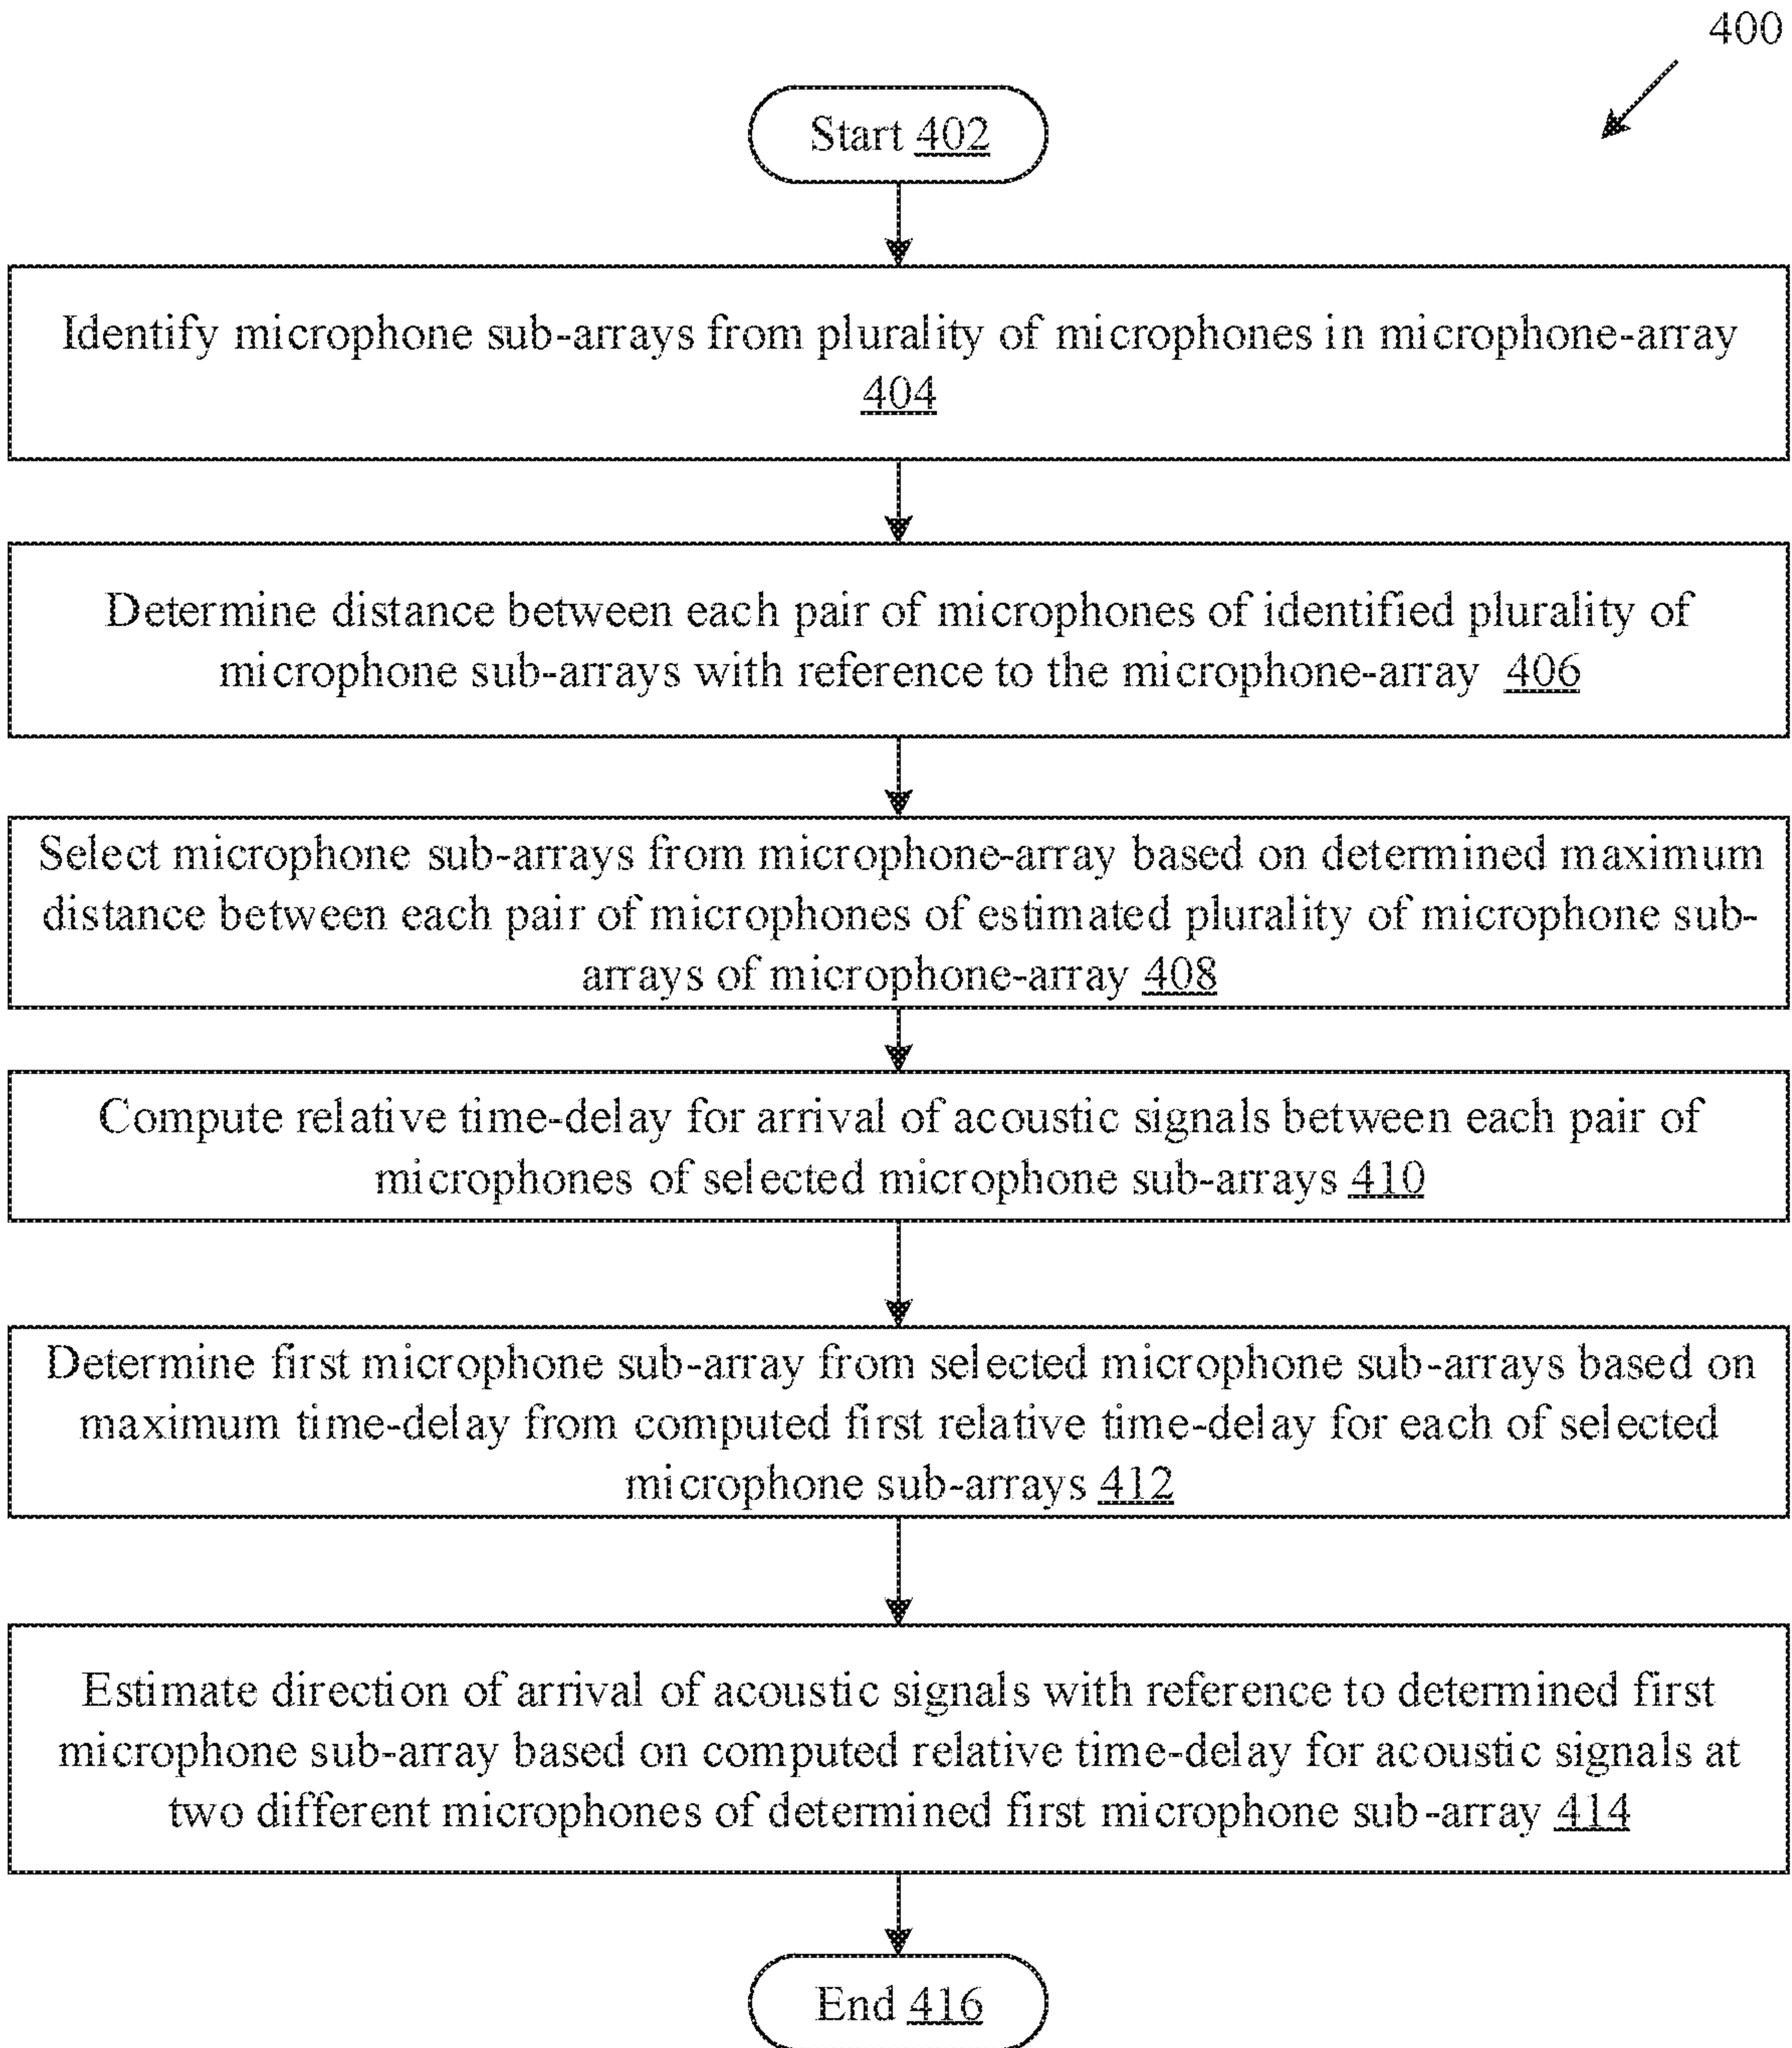 400
Start 402
Identify microphone sub-arrays from plurality of microphones in microphone-array
404
Determine distance between each pair of microphones of identified plurality of
microphone sub-arrays with reference to the microphone-array 406
Select microphone sub-arrays from microphone-array based on determined maximum
distance between each pair of microphones of estimated plurality of microphone sub-
arrays of microphone-array 408
Compute relative time-delay for arrival of acoustic signals between each pair of
microphones of selected microphone sub-arrays 410
Determine first microphone sub-array from selected microphone sub-arrays based on
maximum time-delay from computed first relative time-delay for each of selected
microphone sub-arrays 412
Estimate direction of arrival of acoustic signals with reference to determined first
microphone sub-array based on computed relative time-delay for acoustic signals at
two different microphones of determined first microphone sub-array 414
End 416